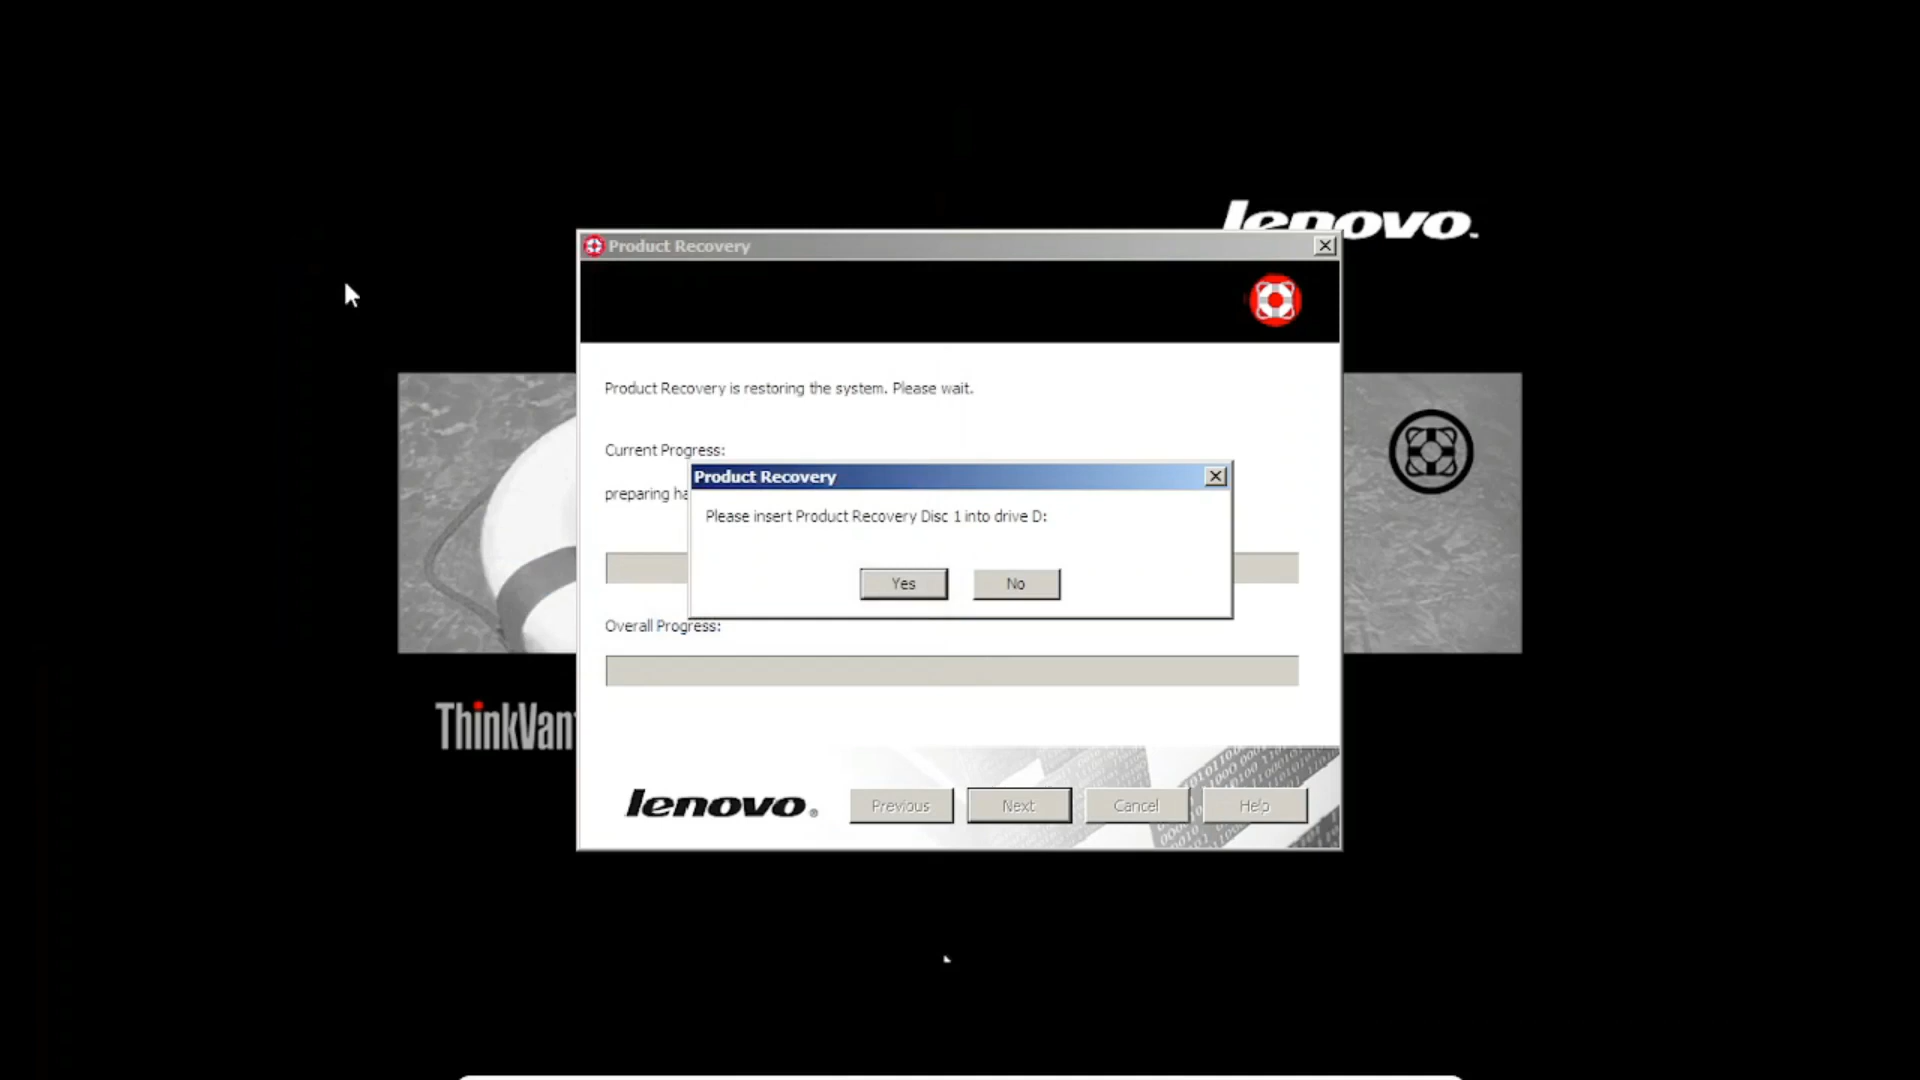 lenovo.
Product Recovery
Product Recovery is restoring the system. Please wait.
Current Progress:
preparing
Product Recovery
Please insert Product Recovery Disc 1 into drive D:
Yes No
Overall Progress:
ThinkVan
lenovo.
Previous Next Cancel Help